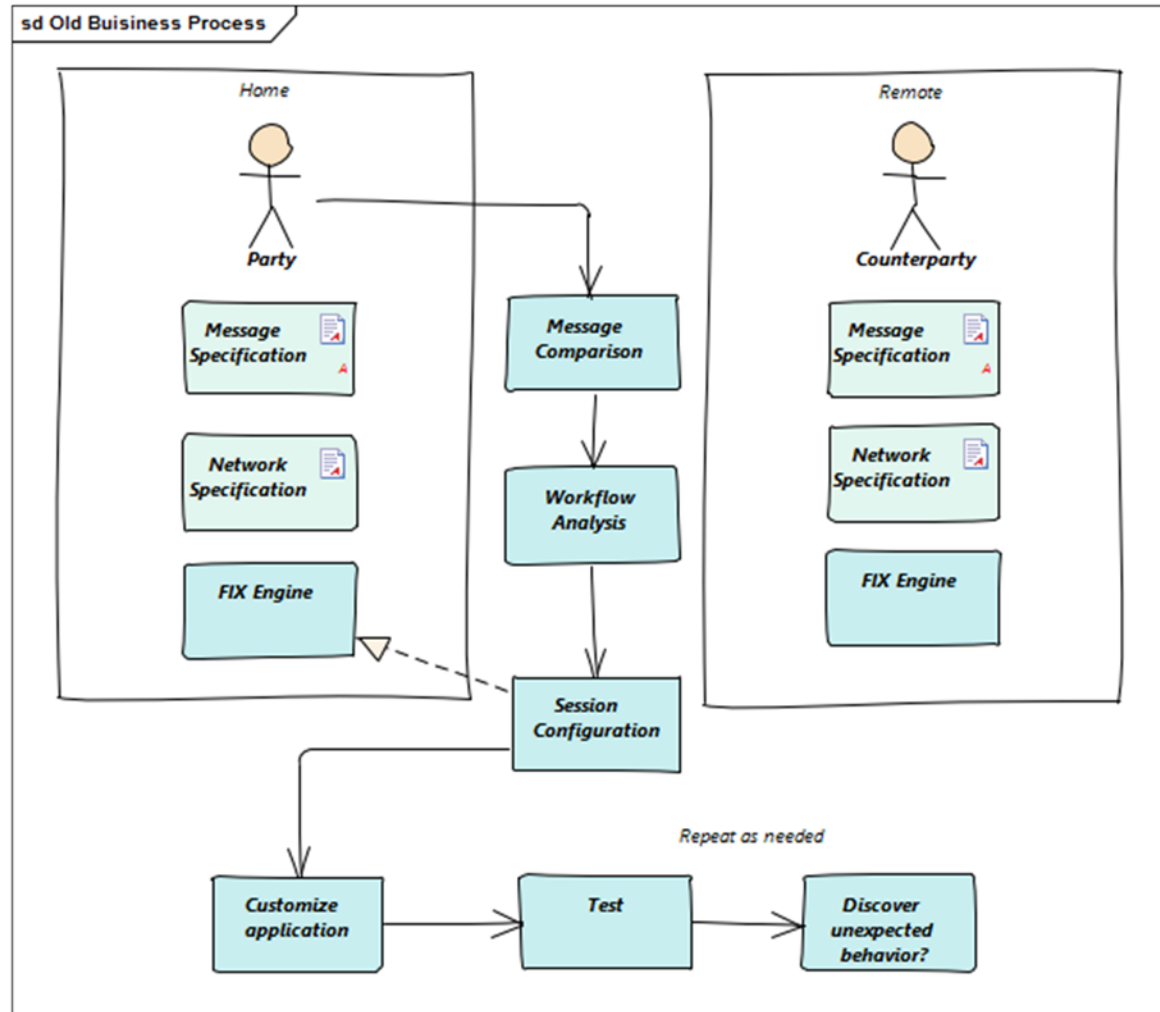 sd Old Buisiness Process
Home
Party
Message
Specification
Network
Specification
FIX Engine
Message
Comparison
Workflow
Analysis
Session
Configuration
Remote
Counterparty
Message
Specification
Network
Specification
FIX Engine
Repeat as needed
Customize
application
Test
Discover
unexpected
behavior?